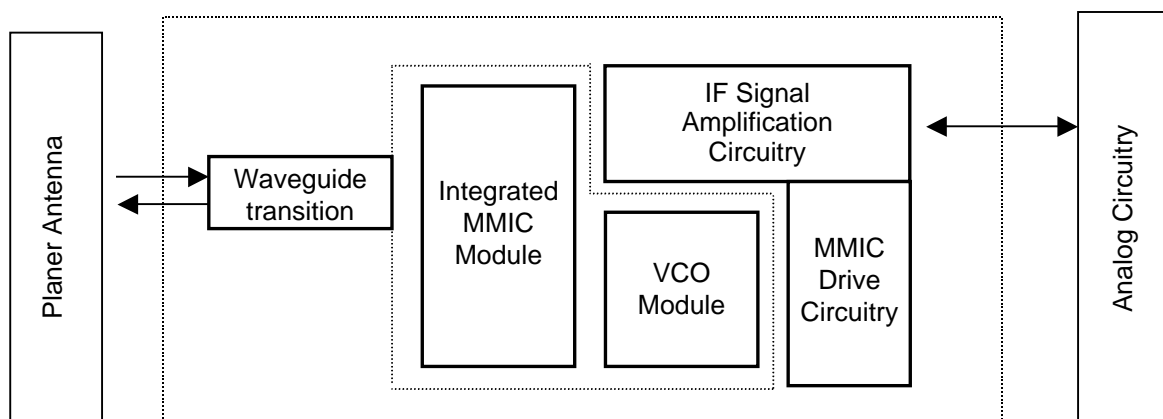 Planer Antenna
Waveguide
transition
Integrated
MMIC
Module
IF Signal
Amplification
Circuitry
VCO
Module
MMIC
Drive
Circuitry
Analog Circuitry